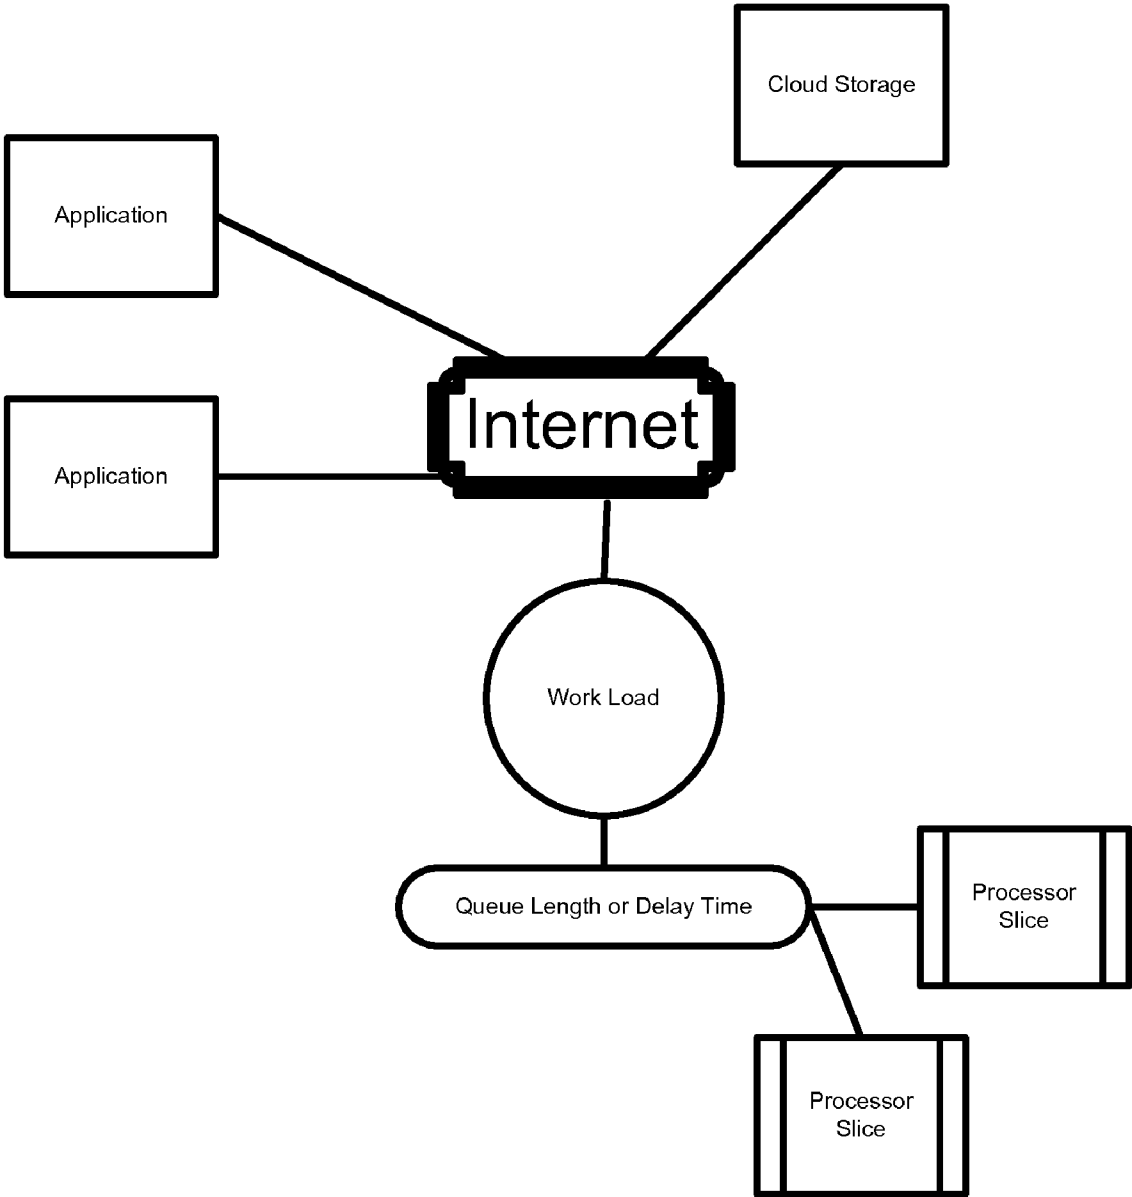 Cloud Storage
Application
Internet
Application
Work Load
Queue Length or Delay Time
Processor
Slice
Processor
Slice